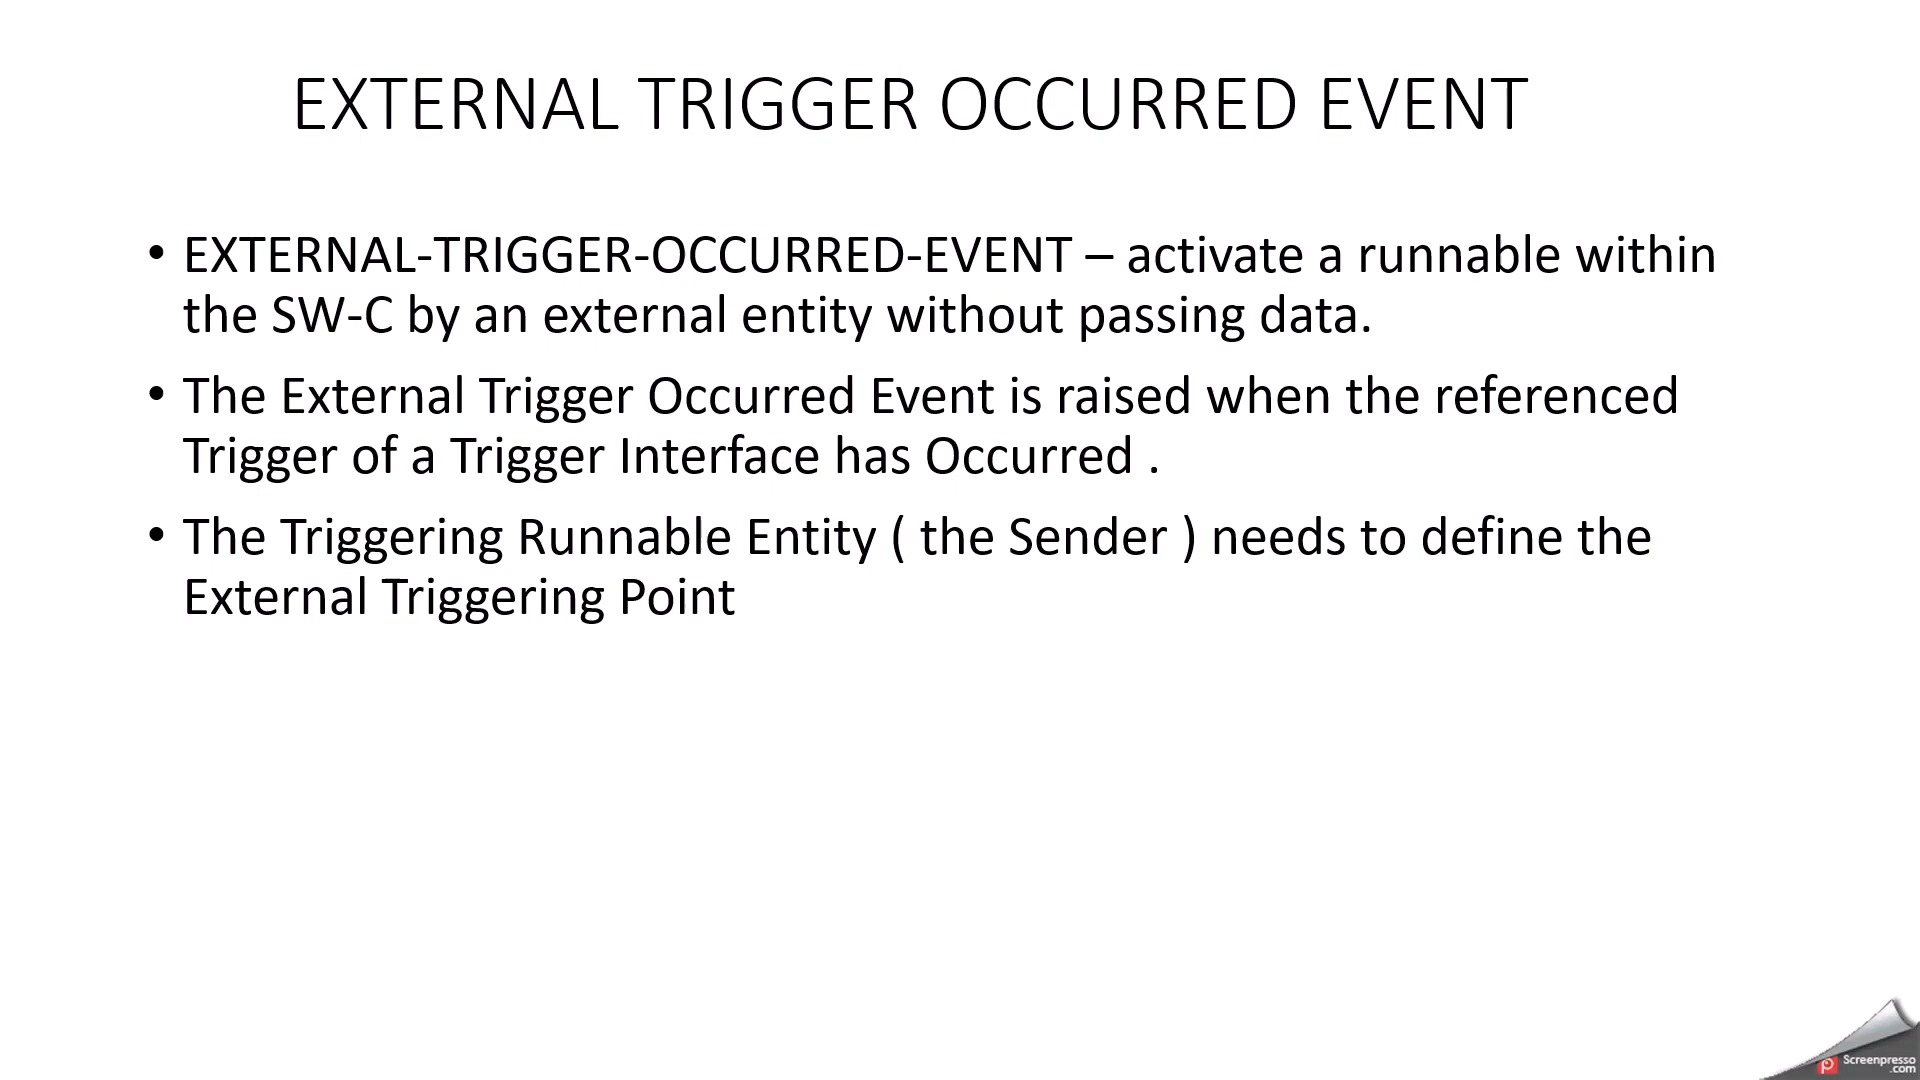 EXTERNAL TRIGGER OCCURRED EVENT
• EXTERNAL-TRIGGER-OCCURRED-EVENT – activate a runnable within
the SW-C by an external entity without passing data.
• The External Trigger Occurred Event is raised when the referenced
Trigger of a Trigger Interface has Occurred .
• The Triggering Runnable Entity ( the Sender ) needs to define the
External Triggering Point
Screenpresso
.com